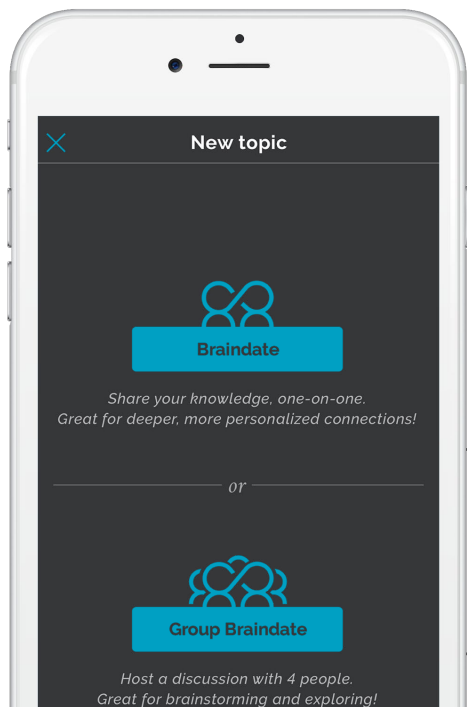 New topic
Braindate
Share your knowledge, one-on-one.
Great for deeper, more personalized connections!
or
Group Braindate
Host a discussion with 4 people.
Great for brainstorming and exploring!